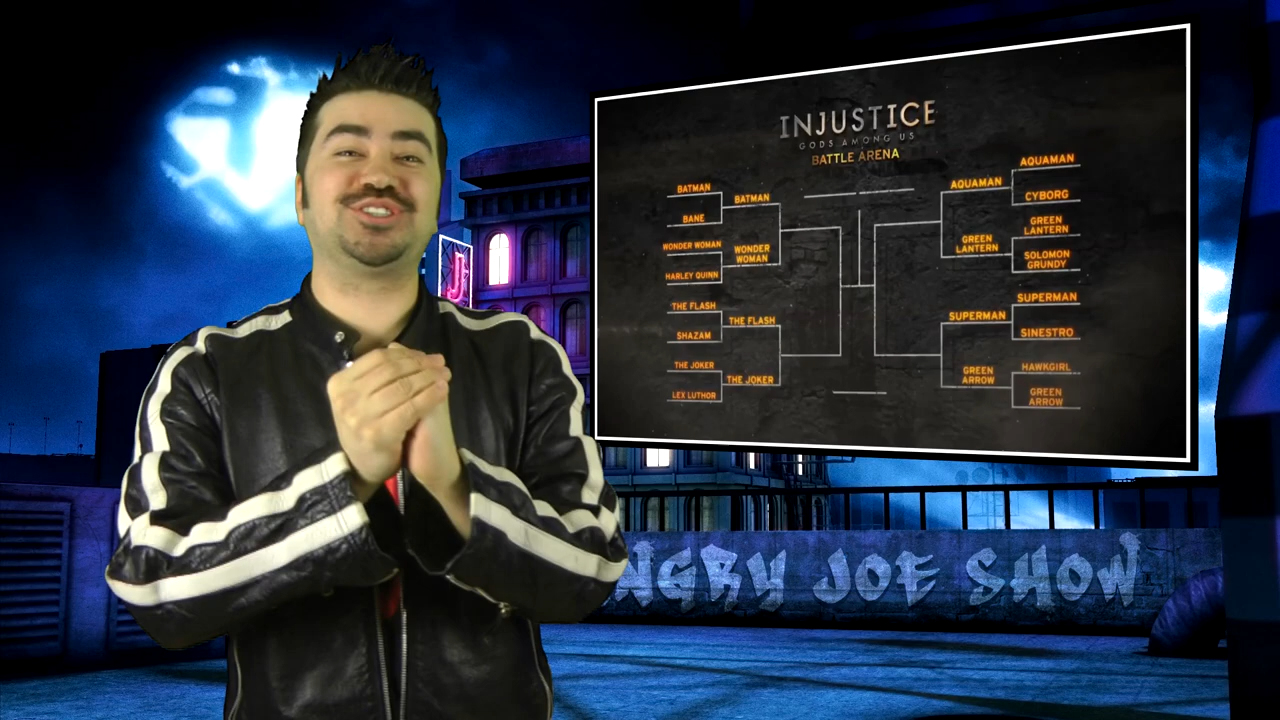 INJUSTICE
GODS AMONG US
BATTLE ARENA
BATMAN
BANE
WONDER WOMAN
HARLEY QUINN
THE FLASH
SHAZAM
THE JOKER
LEX LUTHOR
BATMAN
WONDER
WOMAN
THE FLASH
THE JOKER
AQUAMAN
GREEN
LANTERN
SUPERMAN
GREEN
ARROW
AQUAMAN
CYBORG
GREEN
LANTERN
SOLOMON
GRUNDY
SUPERMAN
SINESTRO
HAWKGIRL
GREEN
ARROW
J
NGRY JOE SHOW